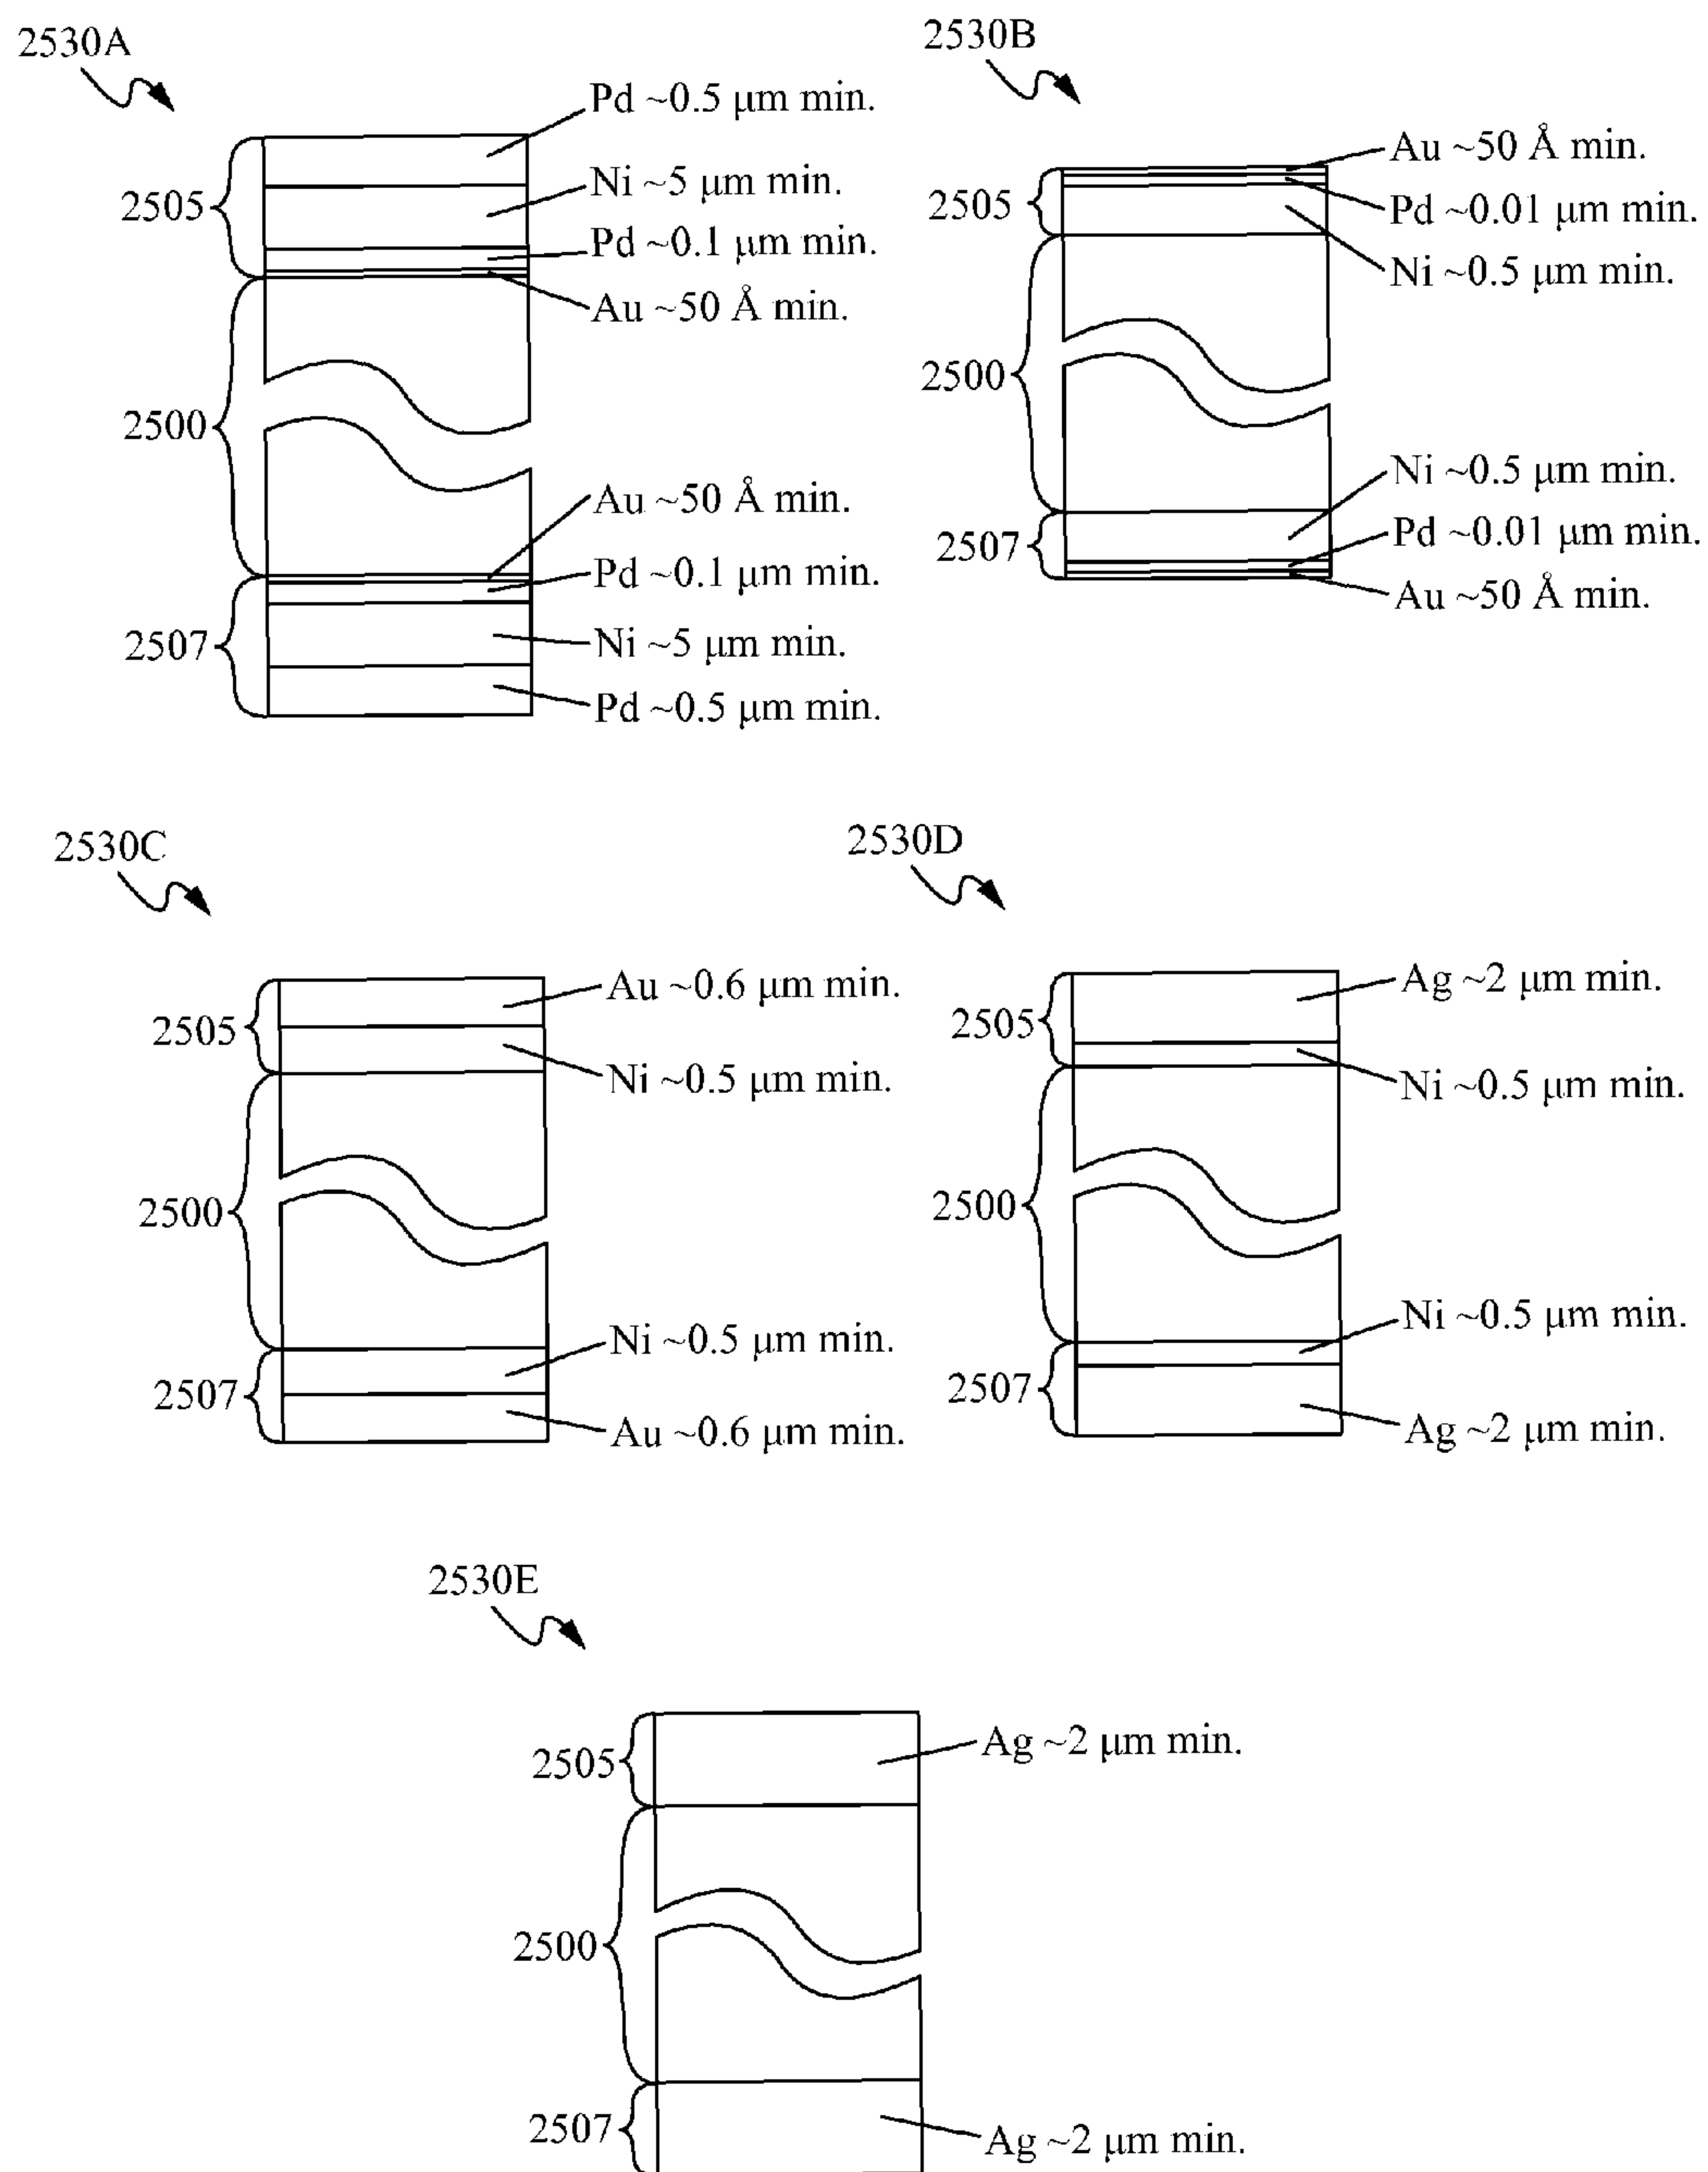 2530A
Pd ~0.5 μm min.
Ni ~5 μm min.
2505
Pd ~0.1 μm min.
Au ~50 Å min.
2500
Au ~50 Å min.
Pd ~0.1 μm min.
2507
Ni ~5 μm min.
Pd ~0.5 μm min.
2530B
Au ~50 Å min.
2505
Pd ~0.01 μm min.
Ni ~0.5 μm min.
2500
Ni ~0.5 μm min.
Pd ~0.01 μm min.
2507
Au ~50 Å min.
2530C
Au ~0.6 μm min.
2505
Ni ~0.5 μm min.
2500
Ni ~0.5 μm min.
2507
Au ~0.6 μm min.
2530D
Ag ~2 μm min.
2505
Ni ~0.5 μm min.
2500
Ni ~0.5 μm min.
2507
Ag ~2 μm min.
2530E
Ag ~2 μm min.
2505
2500
2507
Ag ~2 μm min.